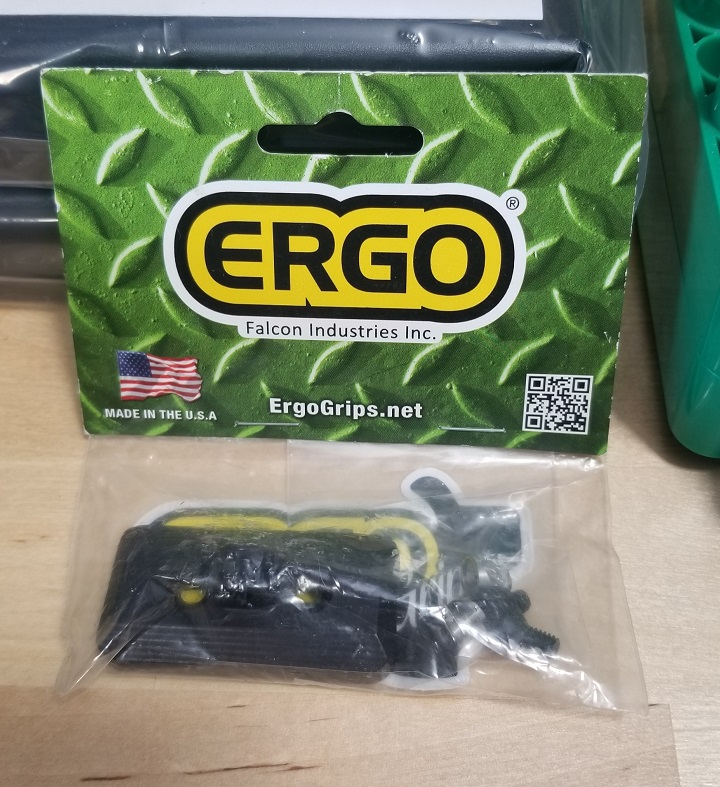 ERGO®
Falcon Industries Inc.
MADE IN THE U.S.A
ErgoGrips.net